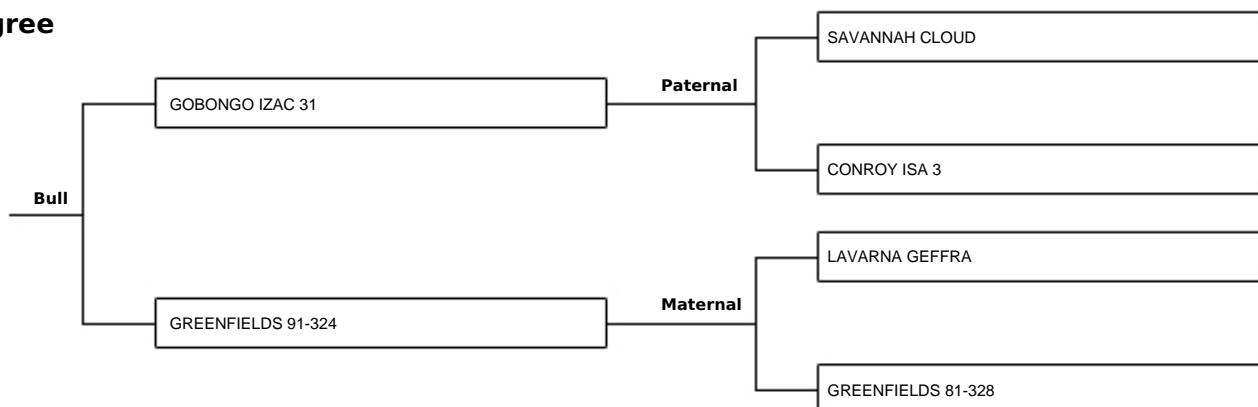 gree
SAVANNAH CLOUD
Paternal
GOBONGO IZAC 31
CONROY ISA 3
Bull
LAVARNA GEFFRA
Maternal
GREENFIELDS 91-324
GREENFIELDS 81-328